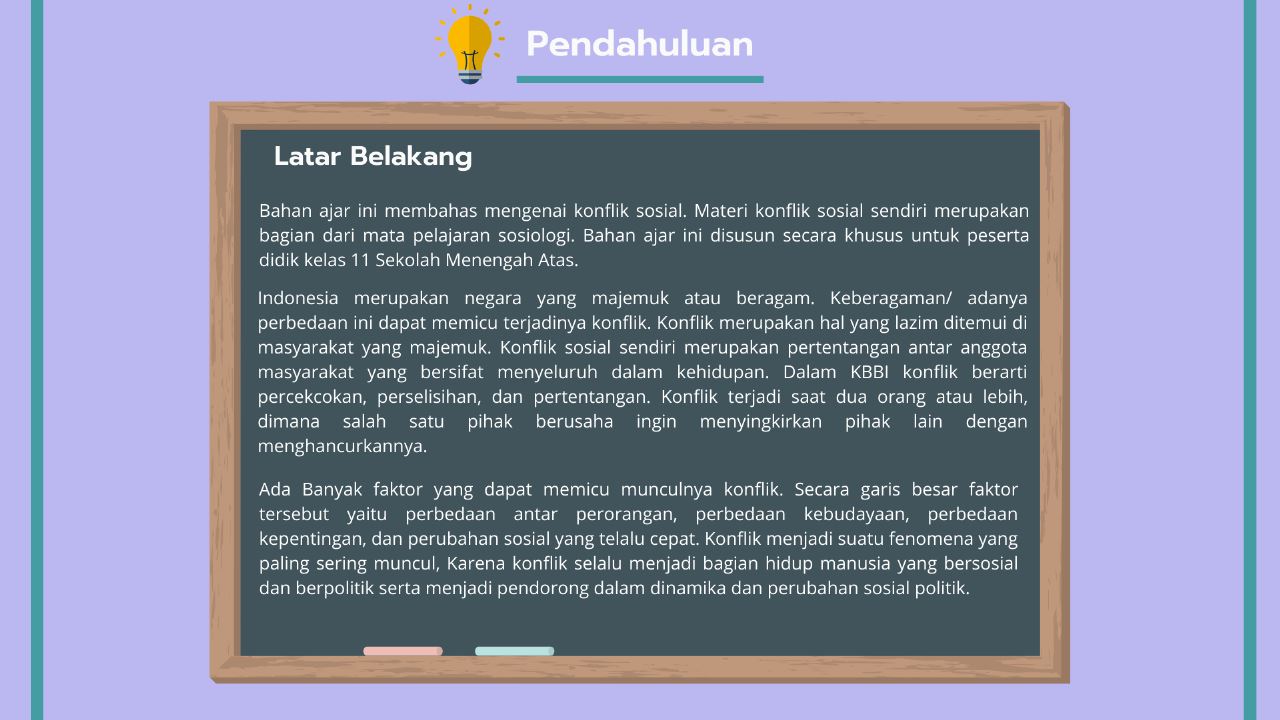 Pendahuluan
Latar Belakang
Bahan ajar ini membahas mengenai konflik sosial. Materi konflik sosial sendiri merupakan
bagian dari mata pelajaran sosiologi. Bahan ajar ini disusun secara khusus untuk peserta
didik kelas 11 Sekolah Menengah Atas.
Indonesia merupakan negara yang majemuk atau beragam. Keberagaman/ adanya
perbedaan ini dapat memicu terjadinya konflik. Konflik merupakan hal yang lazim ditemui di
masyarakat yang majemuk. Konflik sosial sendiri merupakan pertentangan antar anggota
masyarakat yang bersifat menyeluruh dalam kehidupan. Dalam KBBI konflik berarti
percekcokan, perselisihan, dan pertentangan. Konflik terjadi saat dua orang atau lebih,
dimana salah satu pihak berusaha ingin menyingkirkan pihak lain dengan
menghancurkannya.
Ada Banyak faktor yang dapat memicu munculnya konflik. Secara garis besar faktor
tersebut yaitu perbedaan antar perorangan, perbedaan kebudayaan, perbedaan
kepentingan, dan perubahan sosial yang telalu cepat. Konflik menjadi suatu fenomena yang
paling sering muncul, Karena konflik selalu menjadi bagian hidup manusia yang bersosial
dan berpolitik serta menjadi pendorong dalam dinamika dan perubahan sosial politik.